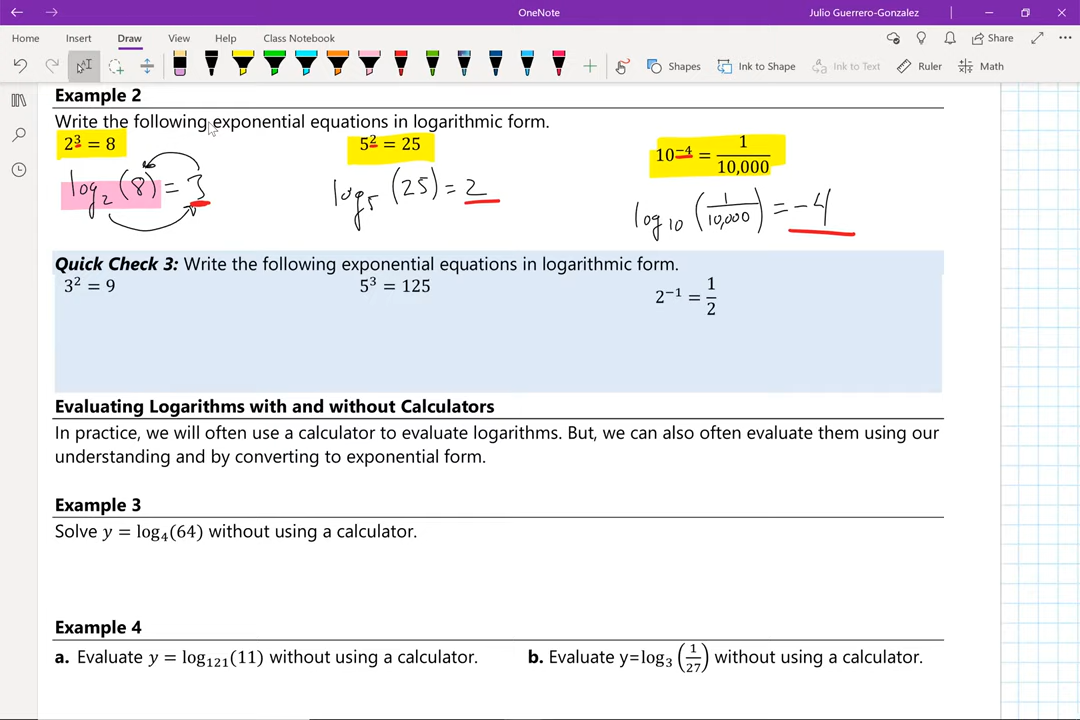 OneNote
Julio Guerrero-Gonzalez
Home Insert Draw View Help Class Notebook Share
Shapes Ink to Shape Ink to Text Ruler Math
Example 2
Write the following exponential equations in logarithmic form.
2³ = 8 5² = 25 10⁻⁴ = 1/10,000
log₂(8) = 3 log₅(25) = 2 log₁₀(1/10,000) = -4
Quick Check 3: Write the following exponential equations in logarithmic form.
3² = 9 5³ = 125 2⁻¹ = 1/2
Evaluating Logarithms with and without Calculators
In practice, we will often use a calculator to evaluate logarithms. But, we can also often evaluate them using our
understanding and by converting to exponential form.
Example 3
Solve y = log₄(64) without using a calculator.
Example 4
a. Evaluate y = log₁₂₁(11) without using a calculator. b. Evaluate y=log₃(1/27) without using a calculator.